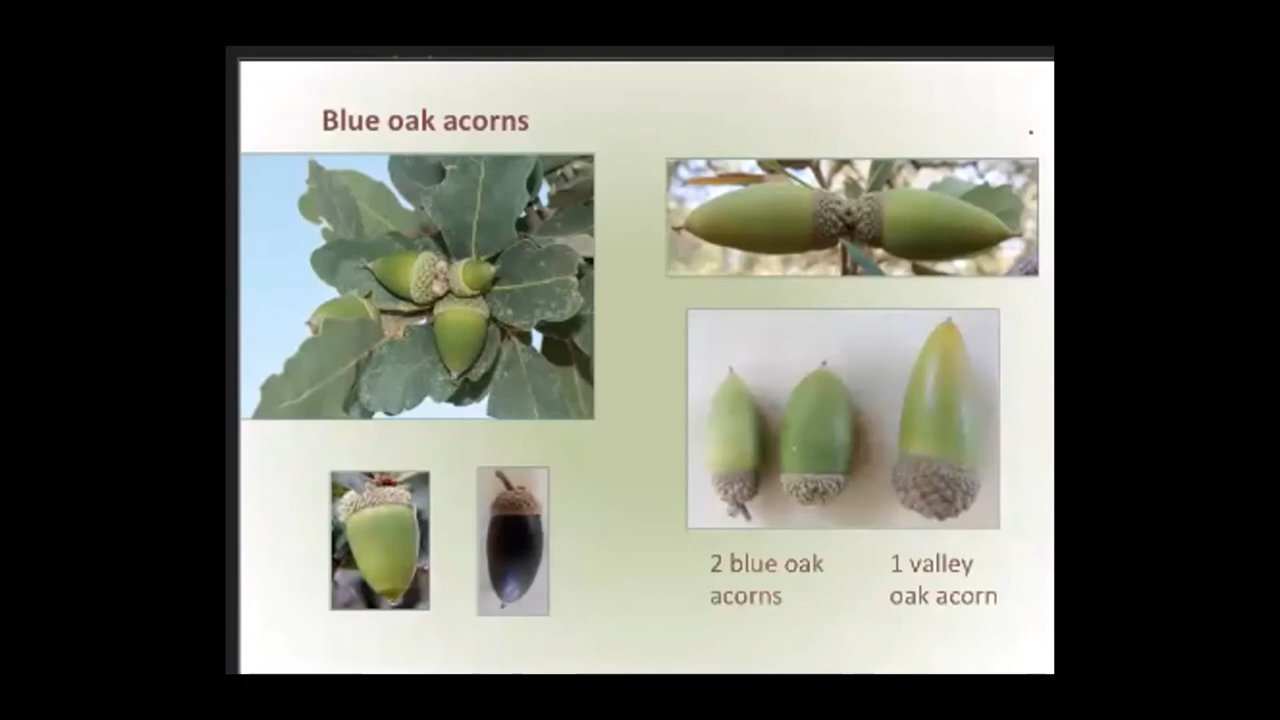 Blue oak acorns
2 blue oak
acorns
1 valley
oak acorn